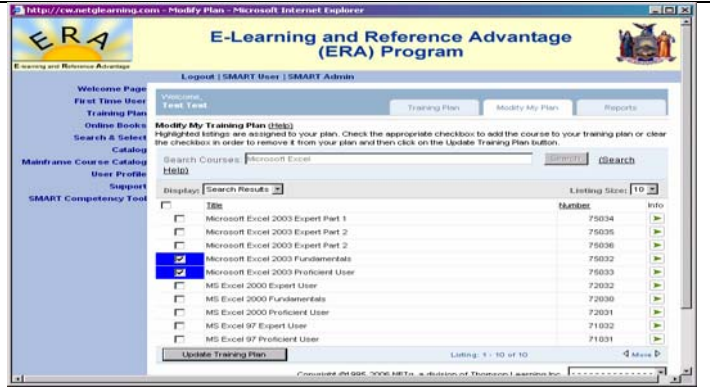 http://cw.netglearning.com - Modify Plan - Microsoft Internet Explorer
ERA
E-Learning and Reference Advantage
E-Learning and Reference Advantage
(ERA) Program
Logout | SMART User | SMART Admin
Welcome Page
First Time User
Training Plan
Online Books
Search & Select
Catalog
Mainframe Course Catalog
User Profile
Support
SMART Competency Tool
Welcome,
Test Test
Training Plan
Modify My Plan
Reports
Modify My Training Plan (Help)
Highlighted listings are assigned to your plan. Check the appropriate checkbox to add the course to your training plan or clear
the checkbox in order to remove it from your plan and then click on the Update Training Plan button.
Search Courses: Microsoft Excel Search (Search
Help)
Display: Search Results Listing Size: 10
Title Number Info
Microsoft Excel 2003 Expert Part 1 75034
Microsoft Excel 2003 Expert Part 2 75035
Microsoft Excel 2003 Expert Part 2 75036
Microsoft Excel 2003 Fundamentals 75032
Microsoft Excel 2003 Proficient User 75033
MS Excel 2000 Expert User 72032
MS Excel 2000 Fundamentals 72030
MS Excel 2000 Proficient User 72031
MS Excel 97 Expert User 71032
MS Excel 97 Proficient User 71031
Update Training Plan Listing: 1 - 10 of 10 More
Copyright ©1995-2006 NETg, a division of Thomson Learning Inc.